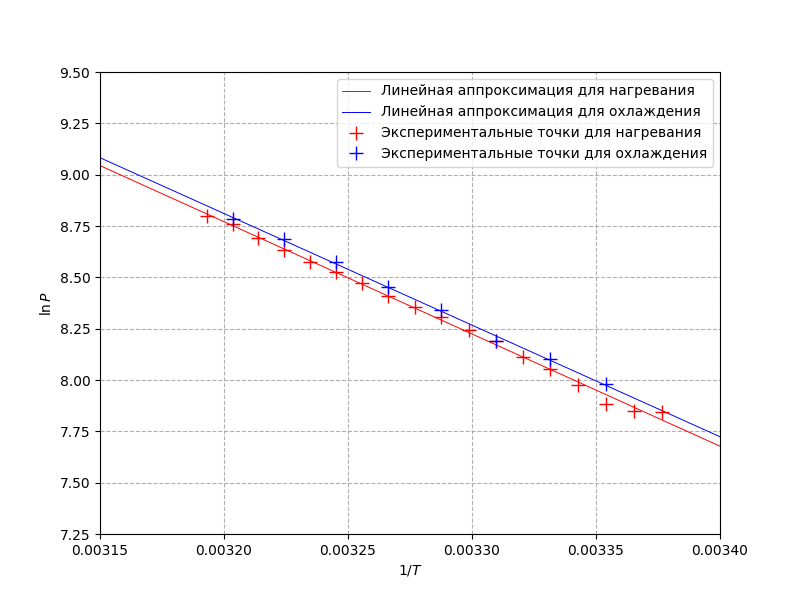 9.50
9.25
9.00
8.75
8.50
8.25
8.00
7.75
7.50
7.25
ln P
Линейная аппроксимация для нагревания
Линейная аппроксимация для охлаждения
Экспериментальные точки для нагревания
Экспериментальные точки для охлаждения
0.00315 0.00320 0.00325 0.00330 0.00335 0.00340
1/T